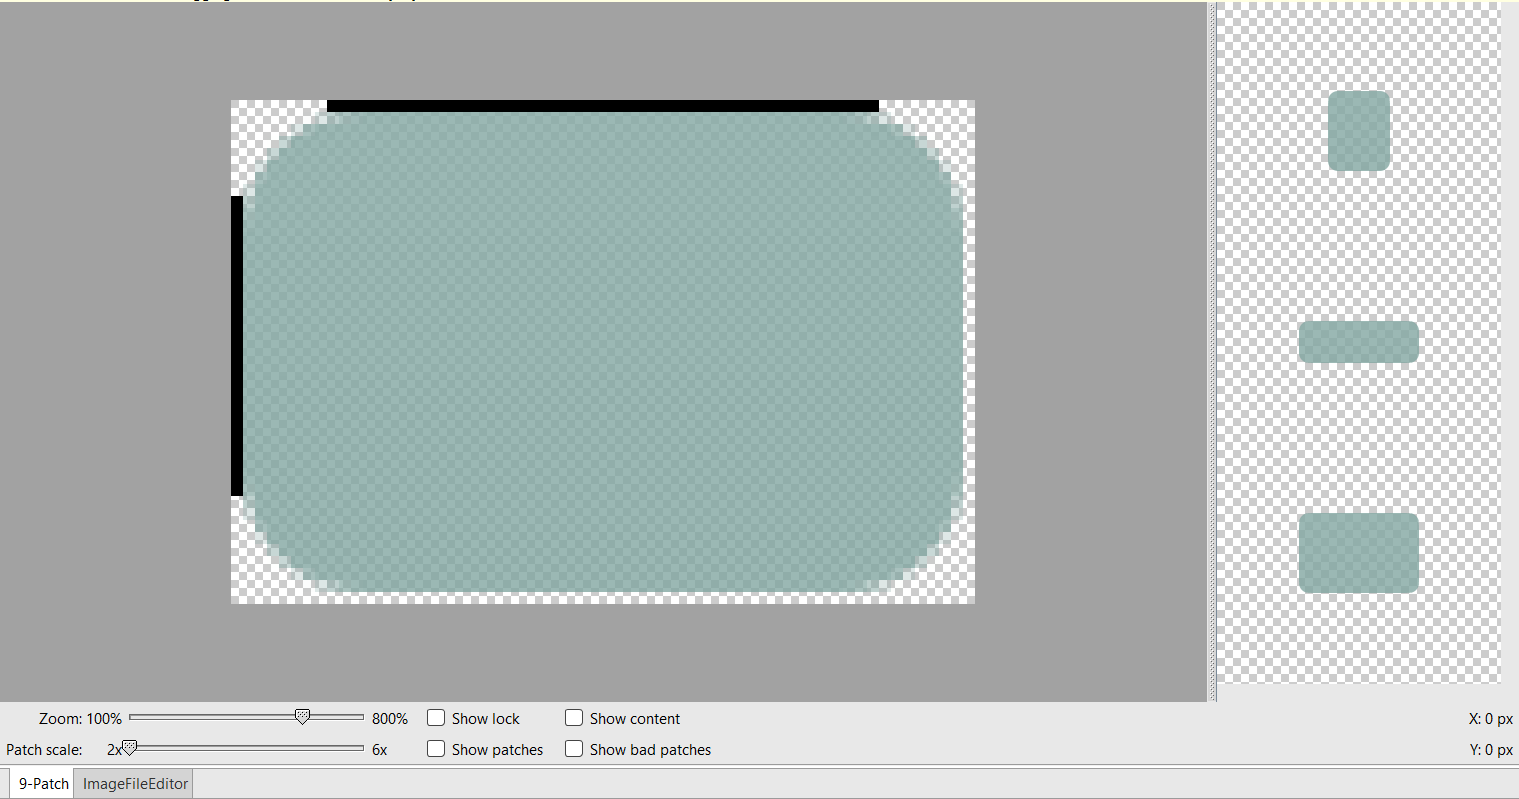 Zoom: 100% 800% Show lock Show content X: 0 px
Patch scale: 2x 6x Show patches Show bad patches Y: 0 px
9-Patch ImageFileEditor